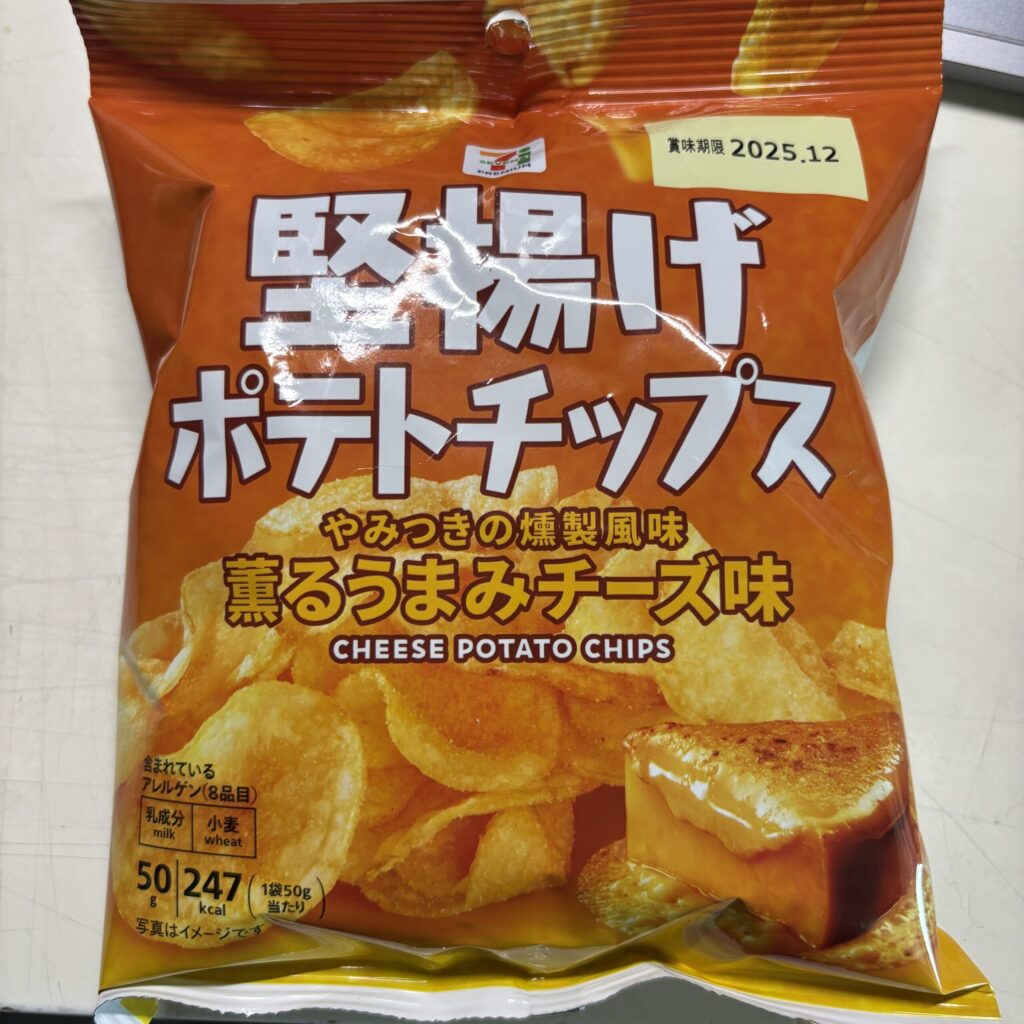 賞味期限 2025.12
SEVEN
7
PREMIUM
堅揚げ
ポテトチップス
やみつきの燻製風味
薫るうまみチーズ味
CHEESE POTATO CHIPS
含まれている
アレルゲン(8品目)
乳成分 小麦
milk wheat
50g 247kcal (1袋50g当たり)
写真はイメージです